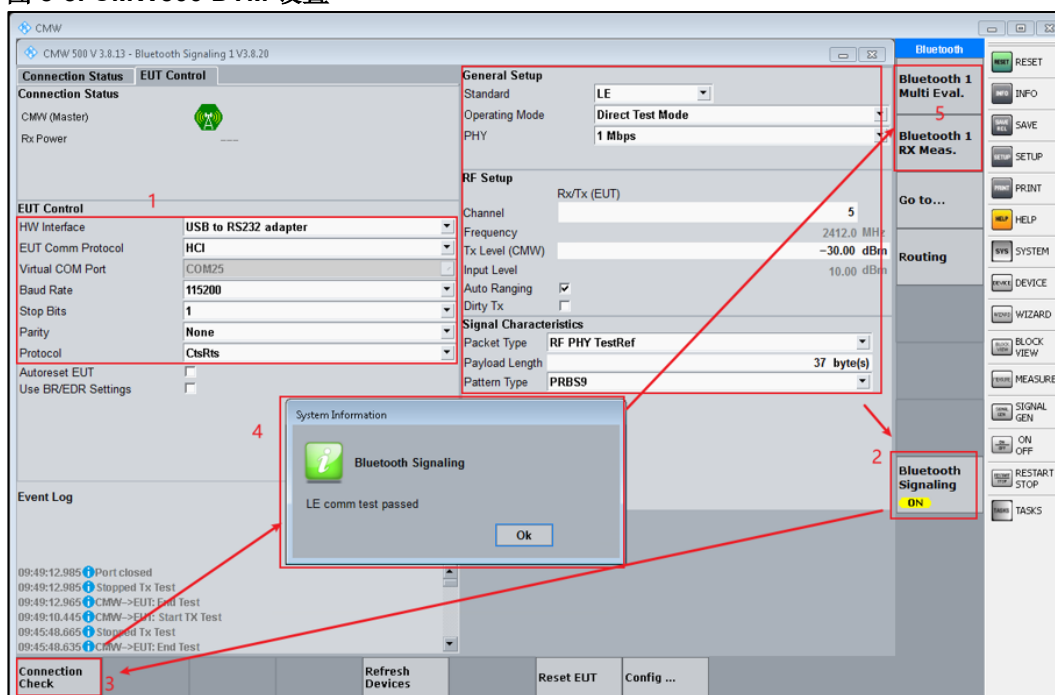 CMW
CMW 500 V 3.8.13 - Bluetooth Signaling 1 V3.8.20
Connection Status EUT Control
Connection Status
CMW (Master)
Rx Power ---
1
EUT Control
HW Interface USB to RS232 adapter
EUT Comm Protocol HCI
Virtual COM Port COM25
Baud Rate 115200
Stop Bits 1
Parity None
Protocol CtsRts
Autoreset EUT
Use BR/EDR Settings
General Setup
Standard LE
Operating Mode Direct Test Mode
PHY 1 Mbps
RF Setup
Rx/Tx (EUT)
Channel 5
Frequency 2412.0 MHz
Tx Level (CMW) -30.00 dBm
Input Level 10.00 dBm
Auto Ranging
Dirty Tx
Signal Characteristics
Packet Type RF PHY TestRef
Payload Length 37 byte(s)
Pattern Type PRBS9
4
System Information
Bluetooth Signaling
LE comm test passed
Ok
Event Log
09:49:12.985 Port closed
09:49:12.985 Stopped Tx Test
09:49:12.965 CMW->EUT: End Test
09:49:10.445 CMW->EUT: Start TX Test
09:45:48.665 Stopped Tx Test
09:45:48.635 CMW->EUT: End Test
Connection
Check
3
Refresh
Devices
Reset EUT
Config ...
Bluetooth
Bluetooth 1
Multi Eval.
5
Bluetooth 1
RX Meas.
Go to...
Routing
2
Bluetooth
Signaling
ON
RESET
INFO
SAVE
SETUP
PRINT
HELP
SYS SYSTEM
DEVICE
WIZARD
BLOCK
VIEW
MEASURE
SIGNAL
GEN
ON
OFF
RESTART
STOP
TASKS